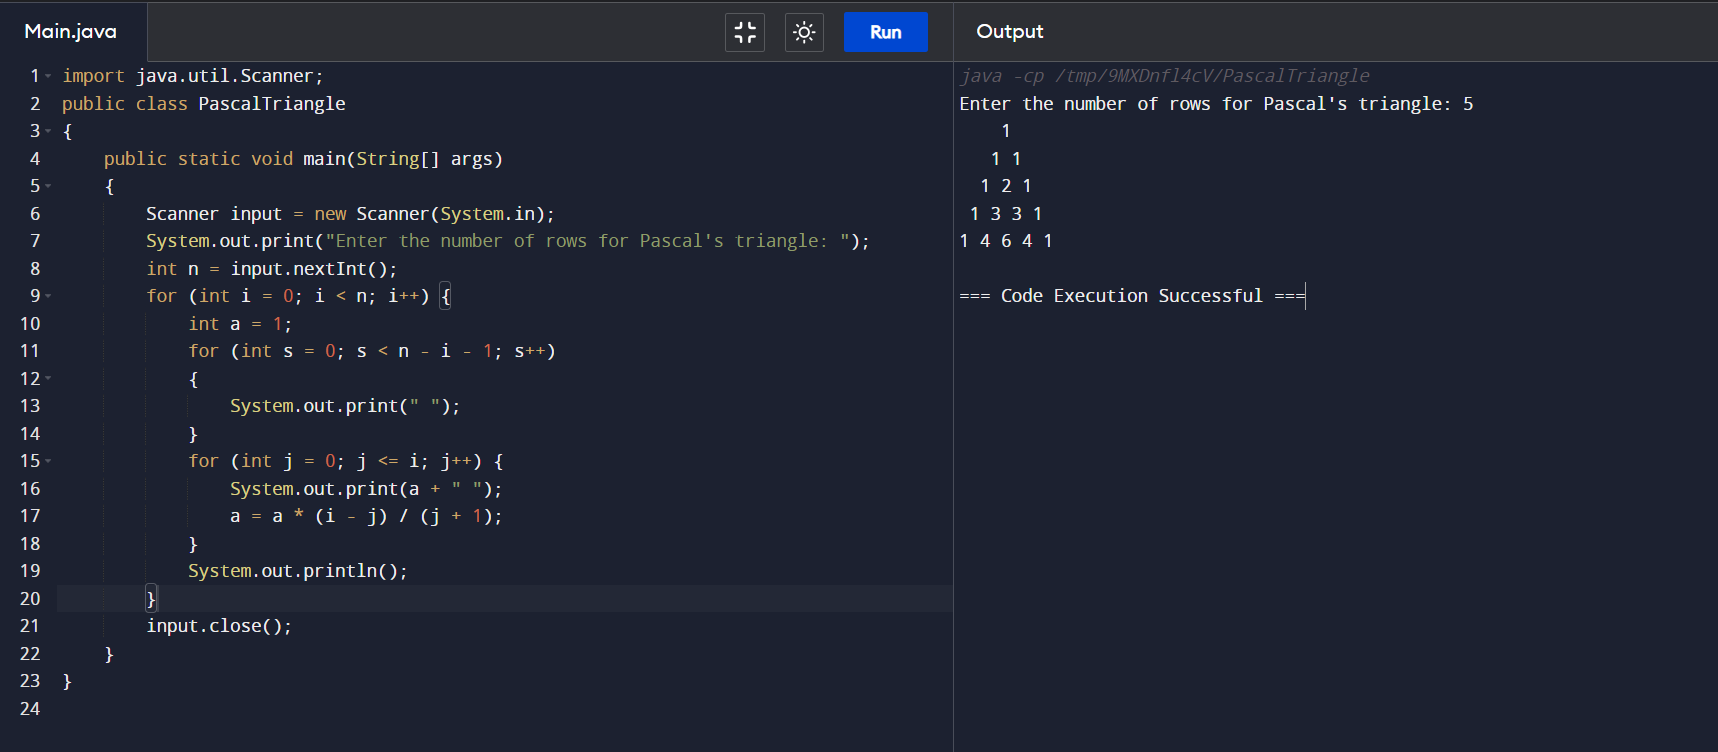 Main.java
Run
1 import java.util.Scanner;
2 public class PascalTriangle
3 {
4     public static void main(String[] args)
5     {
6         Scanner input = new Scanner(System.in);
7         System.out.print("Enter the number of rows for Pascal's triangle: ");
8         int n = input.nextInt();
9         for (int i = 0; i < n; i++) {
10             int a = 1;
11             for (int s = 0; s < n - i - 1; s++)
12             {
13                 System.out.print(" ");
14             }
15             for (int j = 0; j <= i; j++) {
16                 System.out.print(a + " ");
17                 a = a * (i - j) / (j + 1);
18             }
19             System.out.println();
20         }
21         input.close();
22     }
23 }
24
Output
java -cp /tmp/9MXDnfl4cV/PascalTriangle
Enter the number of rows for Pascal's triangle: 5
    1
   1 1
  1 2 1
 1 3 3 1
1 4 6 4 1
=== Code Execution Successful ===